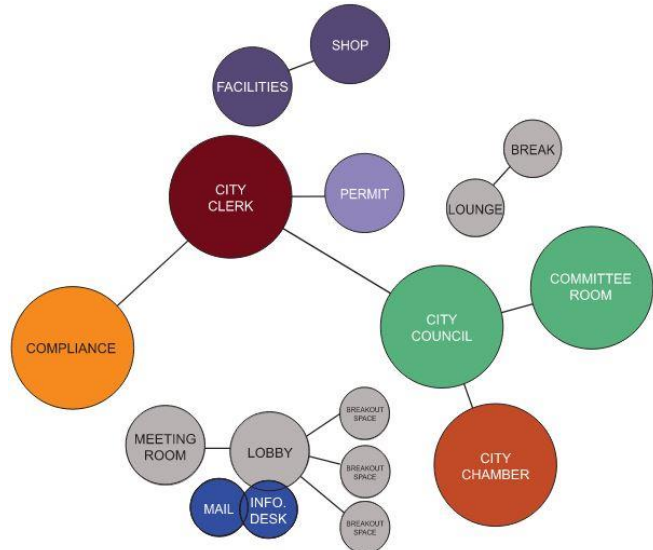 SHOP
FACILITIES
BREAK
CITY
CLERK
PERMIT
LOUNGE
COMMITTEE
ROOM
CITY
COUNCIL
COMPLIANCE
BREAKOUT
SPACE
MEETING
ROOM
LOBBY
BREAKOUT
SPACE
CITY
CHAMBER
MAIL
INFO.
DESK
BREAKOUT
SPACE